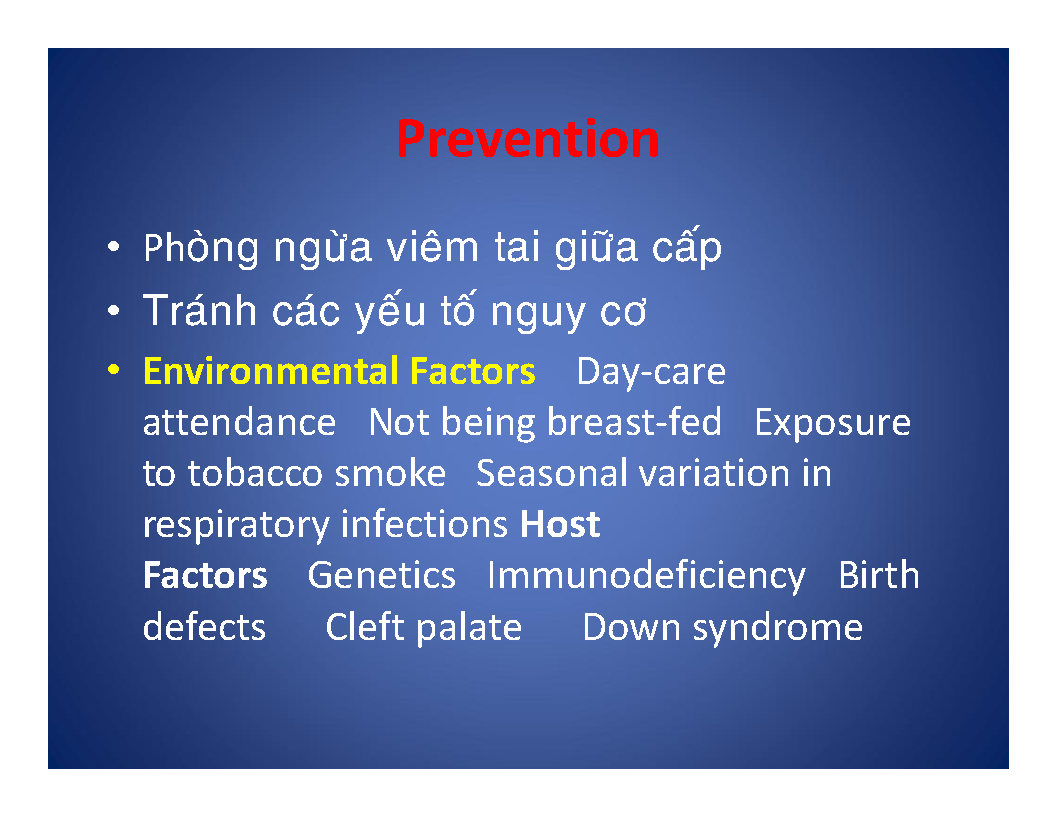 Prevention
• Phòng ngừa viêm tai giữa cấp
• Tránh các yếu tố nguy cơ
• Environmental Factors Day-care
attendance Not being breast-fed Exposure
to tobacco smoke Seasonal variation in
respiratory infections Host
Factors Genetics Immunodeficiency Birth
defects Cleft palate Down syndrome